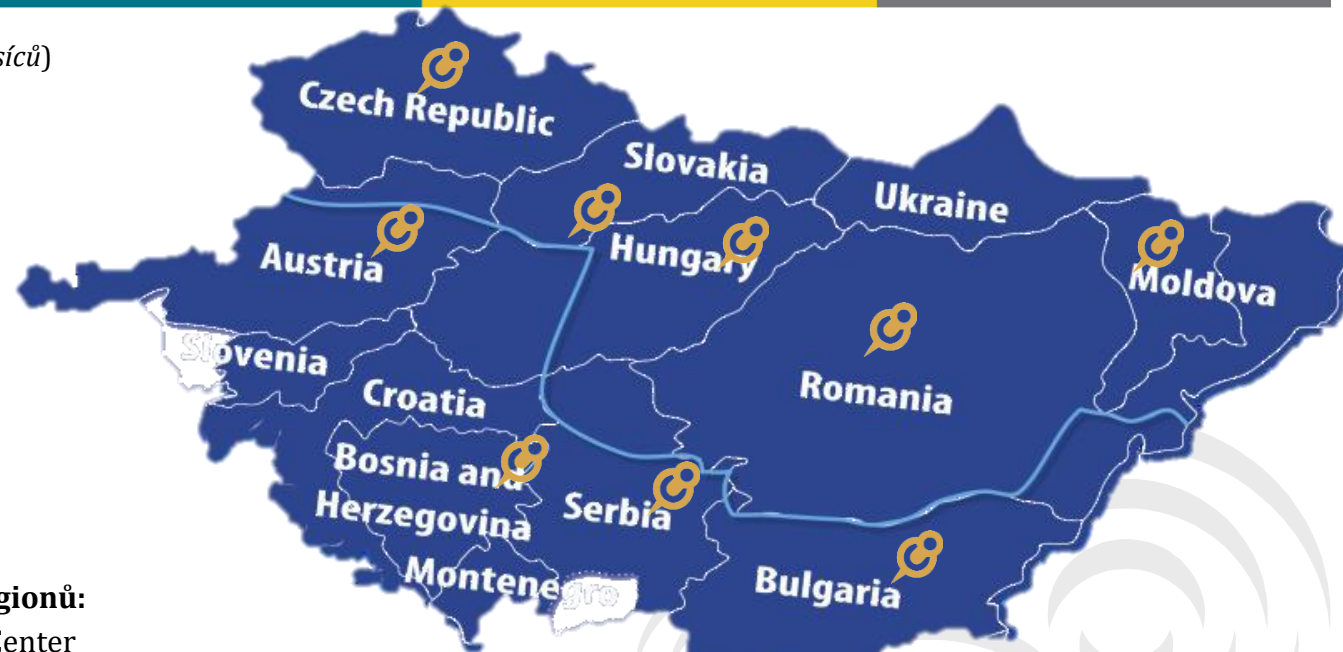 síců)
Czech Republic
Slovakia
Ukraine
Austria
Hungary
Moldova
Slovenia
Romania
Croatia
Bosnia and
Herzegovina
Serbia
Montenegro
Bulgaria
gionů:
Center